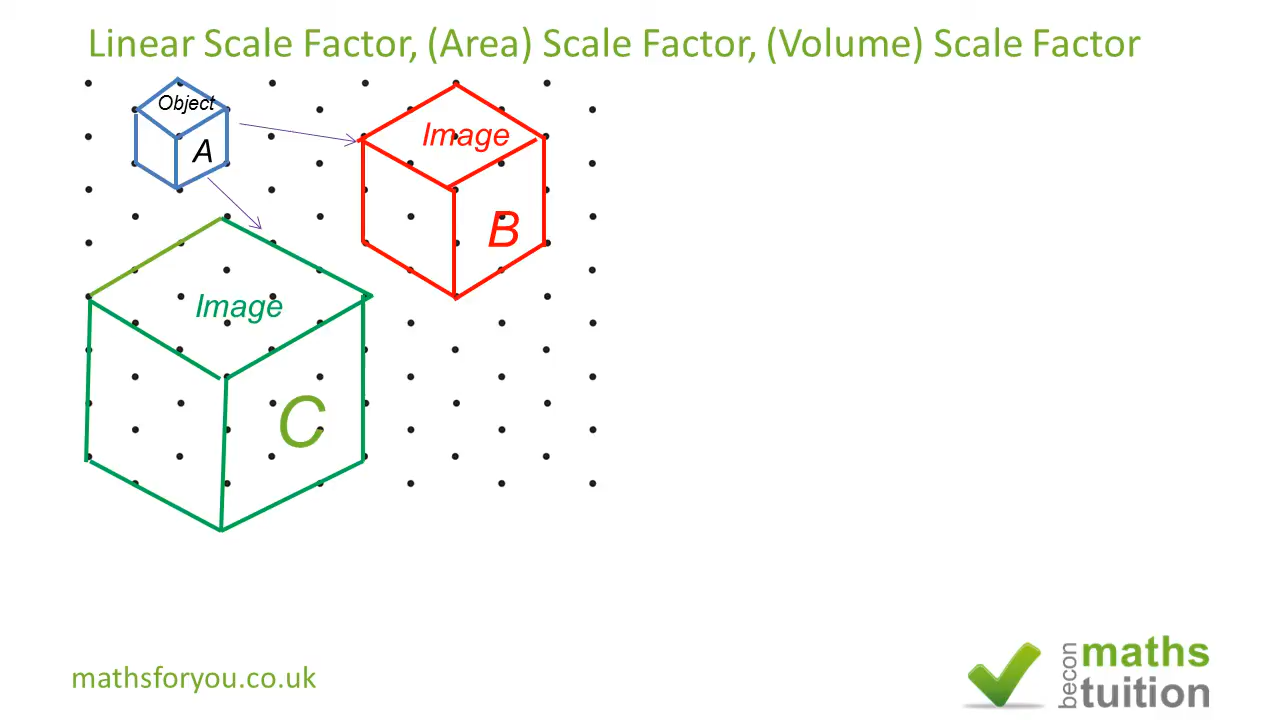 Linear Scale Factor, (Area) Scale Factor, (Volume) Scale Factor
Object
A
Image
B
Image
C
mathsforyou.co.uk
becon
maths
tuition